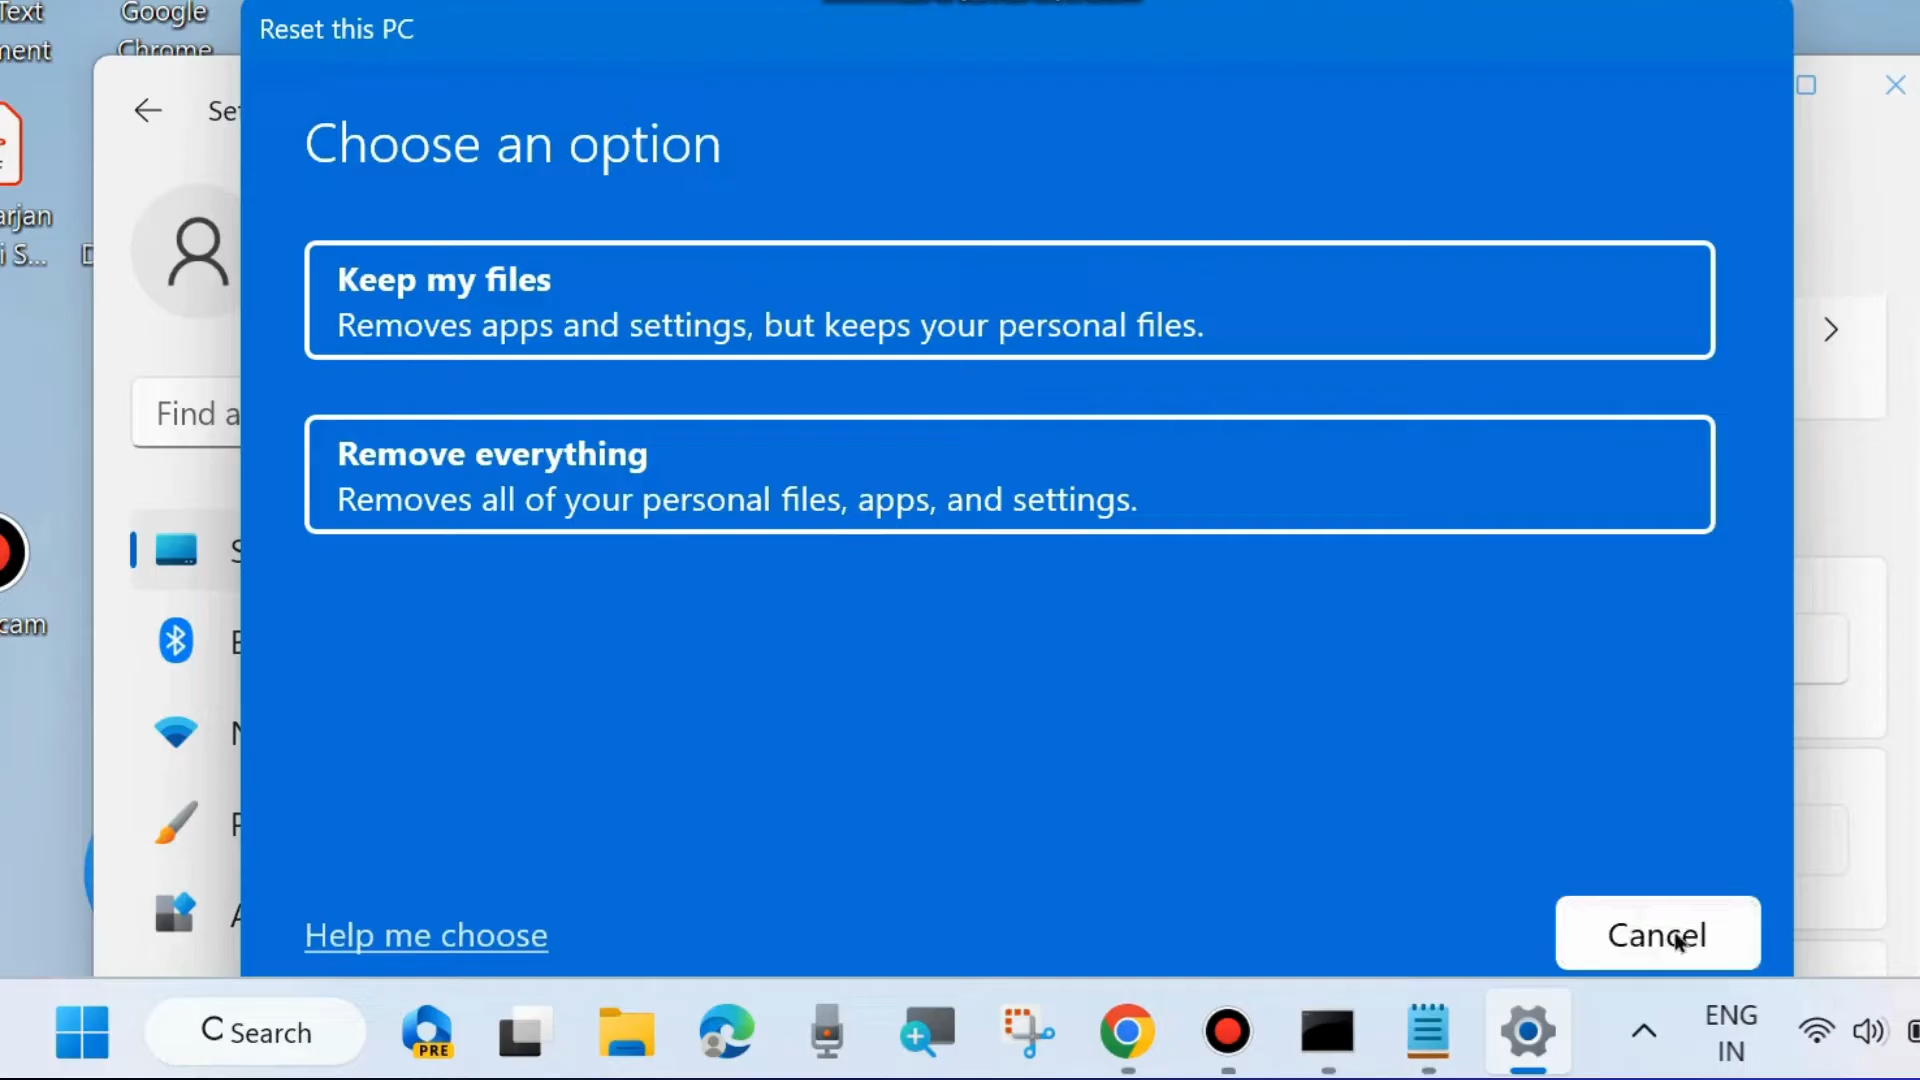 Text
Google
Chrome
Reset this PC
Choose an option
Keep my files
Removes apps and settings, but keeps your personal files.
Remove everything
Removes all of your personal files, apps, and settings.
Find a
Help me choose
Cancel
Search
PRE
ENG
IN